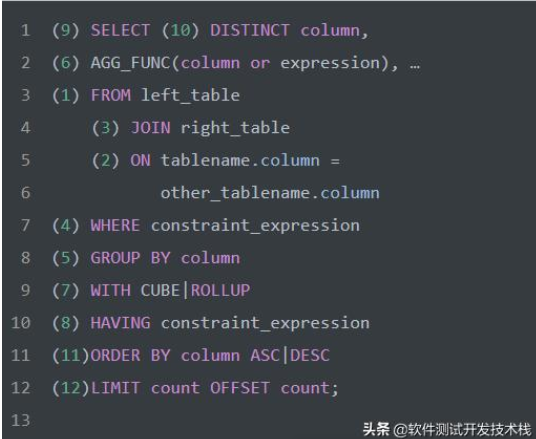 1 (9) SELECT (10) DISTINCT column,
2 (6) AGG_FUNC(column or expression), …
3 (1) FROM left_table
4 (3) JOIN right_table
5 (2) ON tablename.column =
6 other_tablename.column
7 (4) WHERE constraint_expression
8 (5) GROUP BY column
9 (7) WITH CUBE|ROLLUP
10 (8) HAVING constraint_expression
11 (11)ORDER BY column ASC|DESC
12 (12)LIMIT count OFFSET count;
13
头条 @软件测试开发技术栈